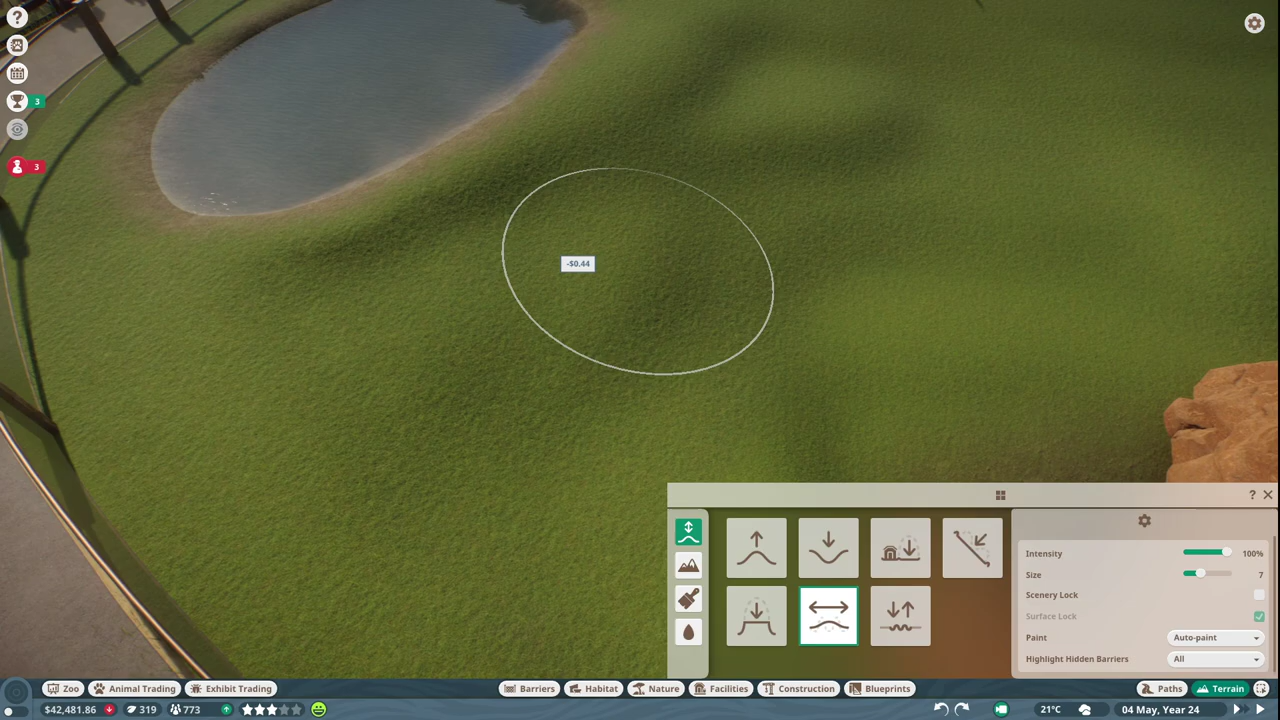 ?
3
3
-$0.44
?
Intensity 100%
Size 7
Scenery Lock
Surface Lock
Paint Auto-paint
Highlight Hidden Barriers All
Zoo Animal Trading Exhibit Trading Barriers Habitat Nature Facilities Construction Blueprints Paths Terrain
$42,481.86 319 773 21°C 04 May, Year 24